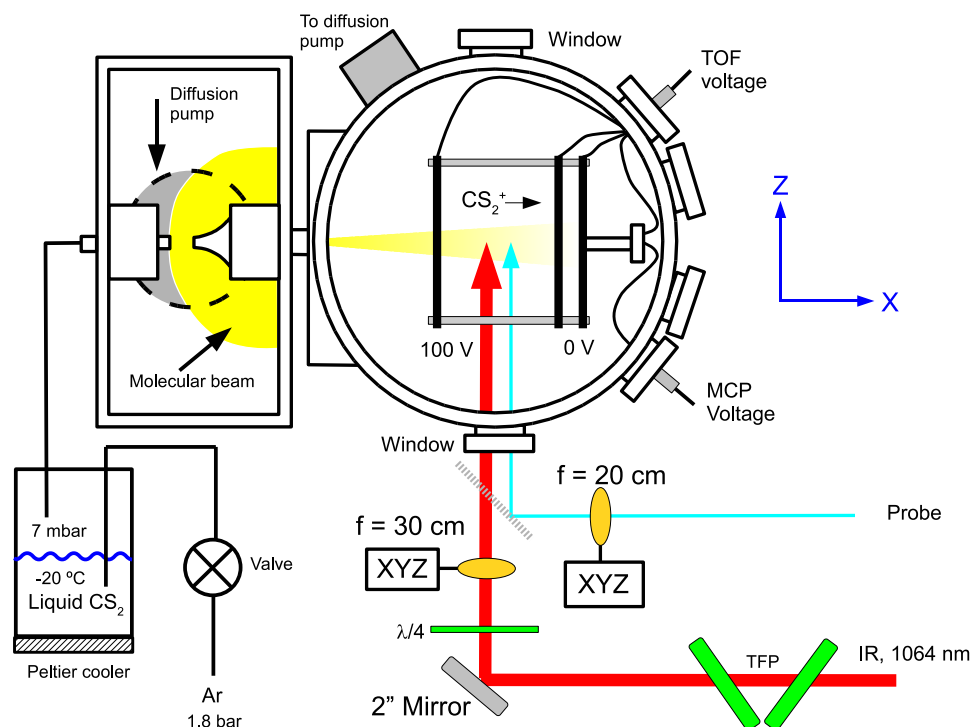 To diffusion
pump
Window
TOF
voltage
Diffusion
pump
CS₂⁺
Z
X
100 V
0 V
Molecular beam
MCP
Voltage
Window
f = 20 cm
Probe
7 mbar
f = 30 cm
XYZ
XYZ
Valve
-20 ºC
Liquid CS₂
λ/4
Peltier cooler
TFP
IR, 1064 nm
Ar
1.8 bar
2” Mirror